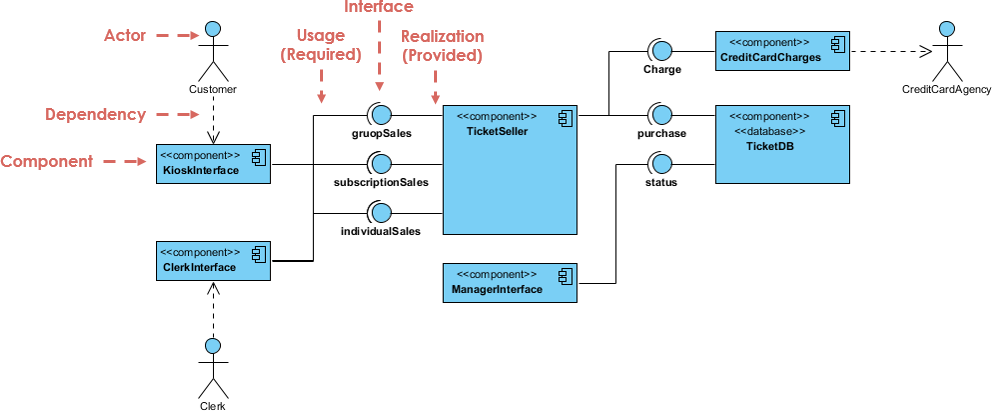 Actor
Usage
(Required)
Interface
Realization
(Provided)
Customer
Dependency
Component
<<component>>
KioskInterface
<<component>>
ClerkInterface
Clerk
gruopSales
subscriptionSales
individualSales
<<component>>
TicketSeller
<<component>>
ManagerInterface
Charge
purchase
status
<<component>>
CreditCardCharges
<<component>>
<<database>>
TicketDB
CreditCardAgency